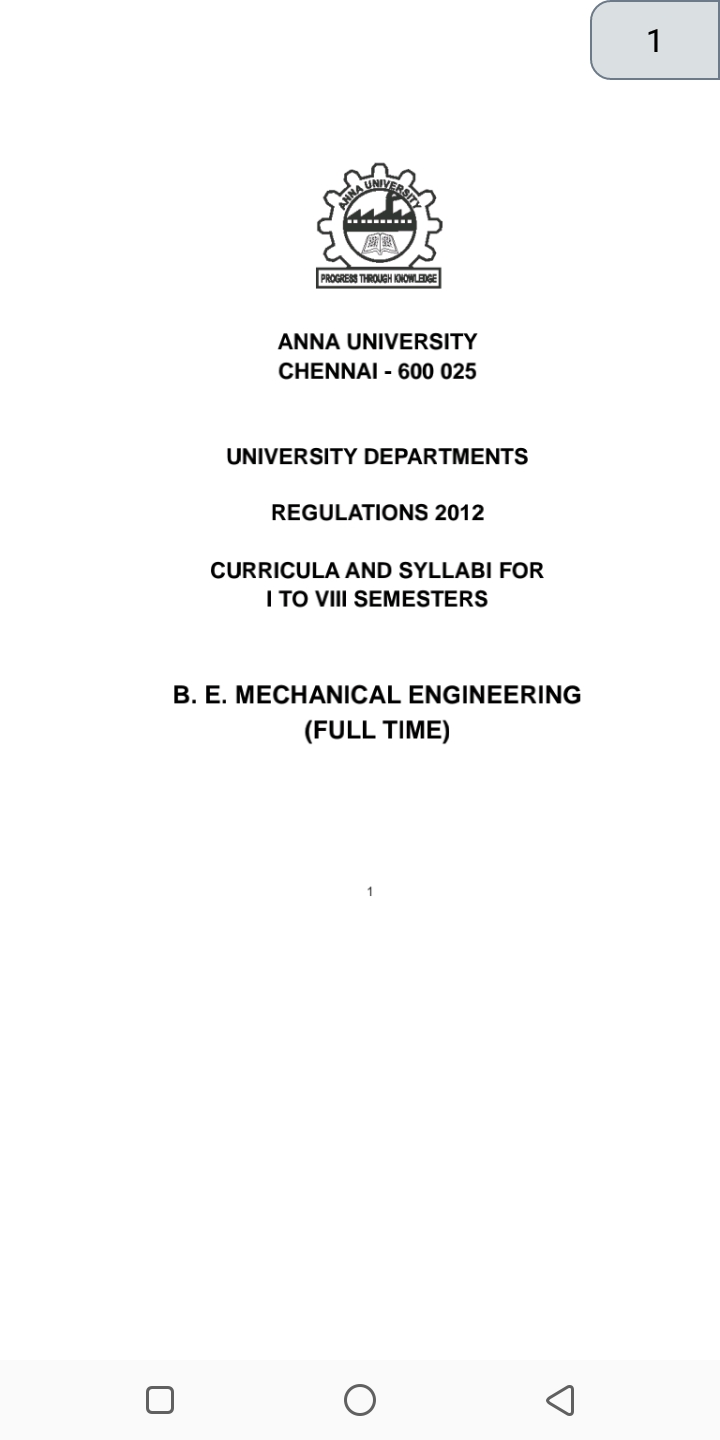 1
ANNA UNIVERSITY
PROGRESS THROUGH KNOWLEDGE
ANNA UNIVERSITY
CHENNAI - 600 025
UNIVERSITY DEPARTMENTS
REGULATIONS 2012
CURRICULA AND SYLLABI FOR
I TO VIII SEMESTERS
B. E. MECHANICAL ENGINEERING
(FULL TIME)
1